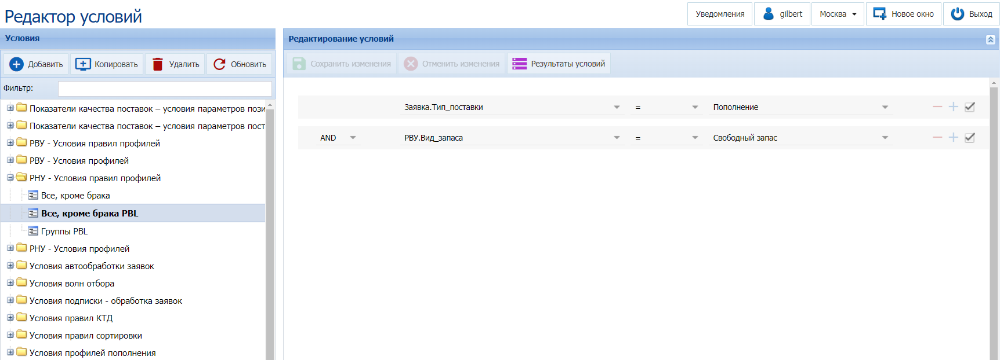 Редактор условий
Уведомления
gilbert
Москва
Новое окно
Выход
Условия
Добавить
Копировать
Удалить
Обновить
Фильтр:
Показатели качества поставок – условия параметров пози
Показатели качества поставок – условия параметров пост
РВУ - Условия правил профилей
РВУ - Условия профилей
РНУ - Условия правил профилей
Все, кроме брака
Все, кроме брака PBL
Группы PBL
РНУ - Условия профилей
Условия автообработки заявок
Условия волн отбора
Условия подписки - обработка заявок
Условия правил КТД
Условия правил сортировки
Условия профилей пополнения
Редактирование условий
Сохранить изменения
Отменить изменения
Результаты условий
Заявка.Тип_поставки = Пополнение
AND РВУ.Вид_запаса = Свободный запас